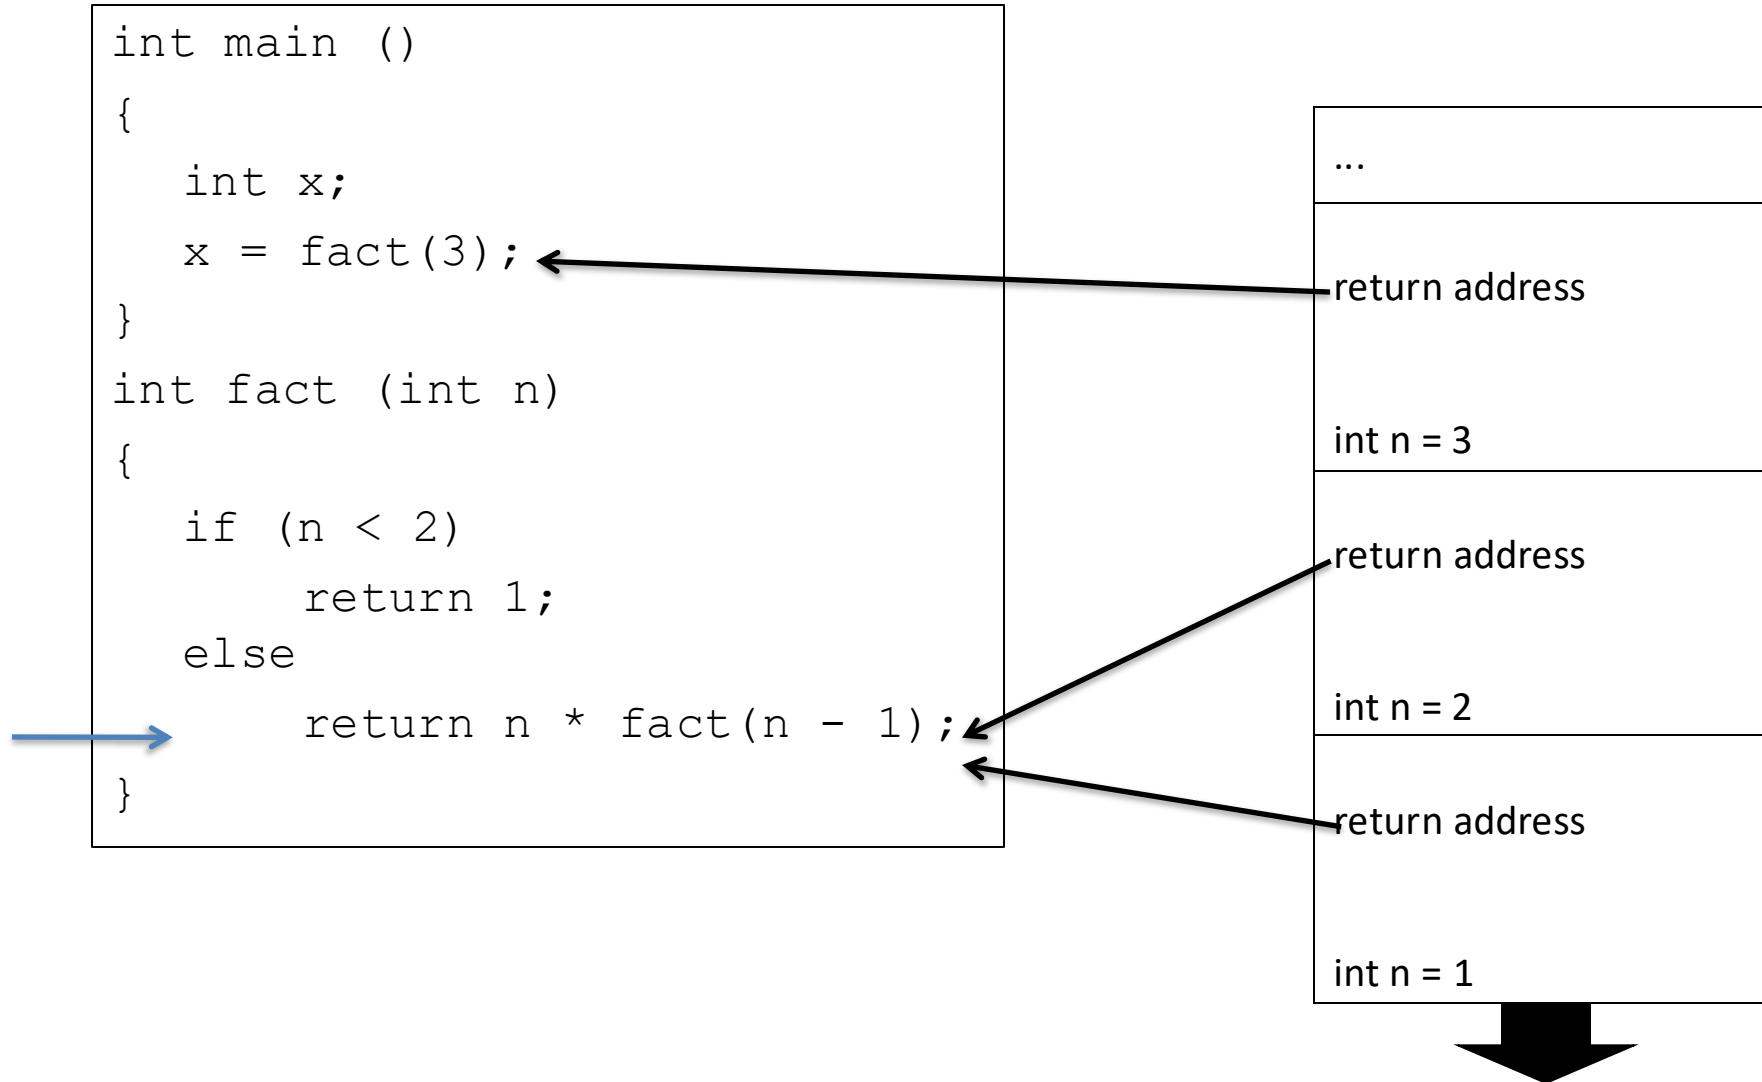 int main ()
{
int x;
x = fact(3);
}
int fact (int n)
{
if (n < 2)
return 1;
else
return n * fact(n - 1);
}
...
return address
int n = 3
return address
int n = 2
return address
int n = 1